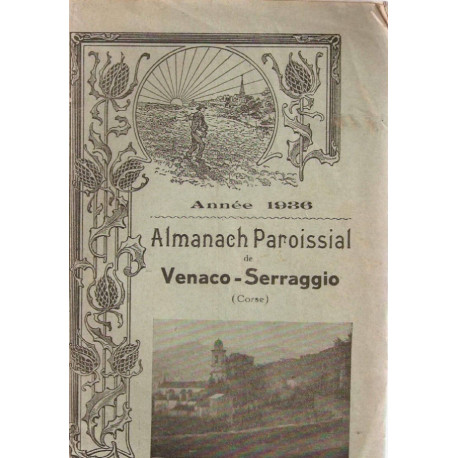 Année 1936
Almanach Paroissial
de
Venaco-Serraggio
(Corse)